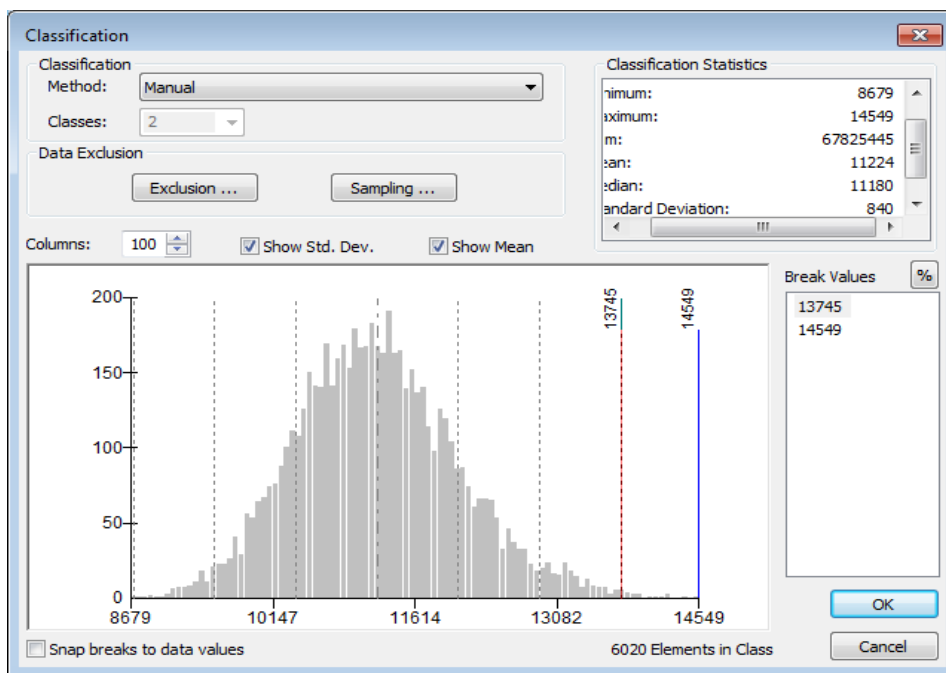 Classification
Classification
Method: Manual
Classes: 2
Data Exclusion
Exclusion ...
Sampling ...
Classification Statistics
nimum: 8679
aximum: 14549
m: 67825445
ean: 11224
edian: 11180
andard Deviation: 840
Columns: 100
Show Std. Dev.
Show Mean
Break Values %
13745
14549
200
150
100
50
0
13745
14549
8679 10147 11614 13082 14549
OK
Snap breaks to data values
6020 Elements in Class
Cancel